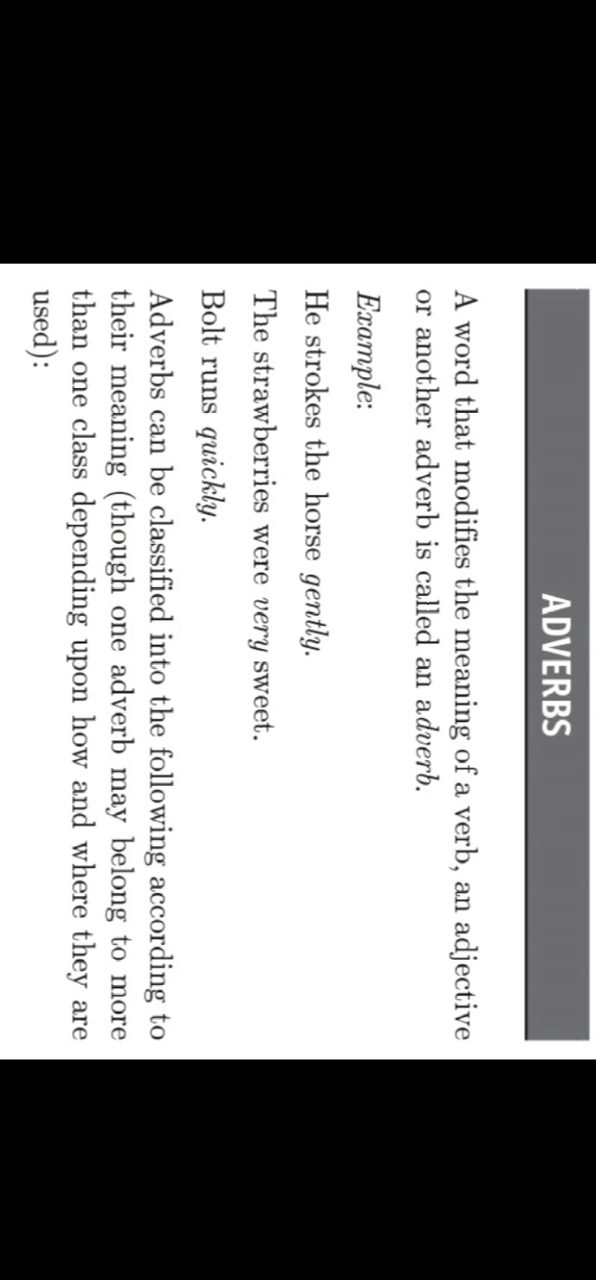 ADVERBS
A word that modifies the meaning of a verb, an adjective
or another adverb is called an adverb.
Example:
He strokes the horse gently.
The strawberries were very sweet.
Bolt runs quickly.
Adverbs can be classified into the following according to
their meaning (though one adverb may belong to more
than one class depending upon how and where they are
used):